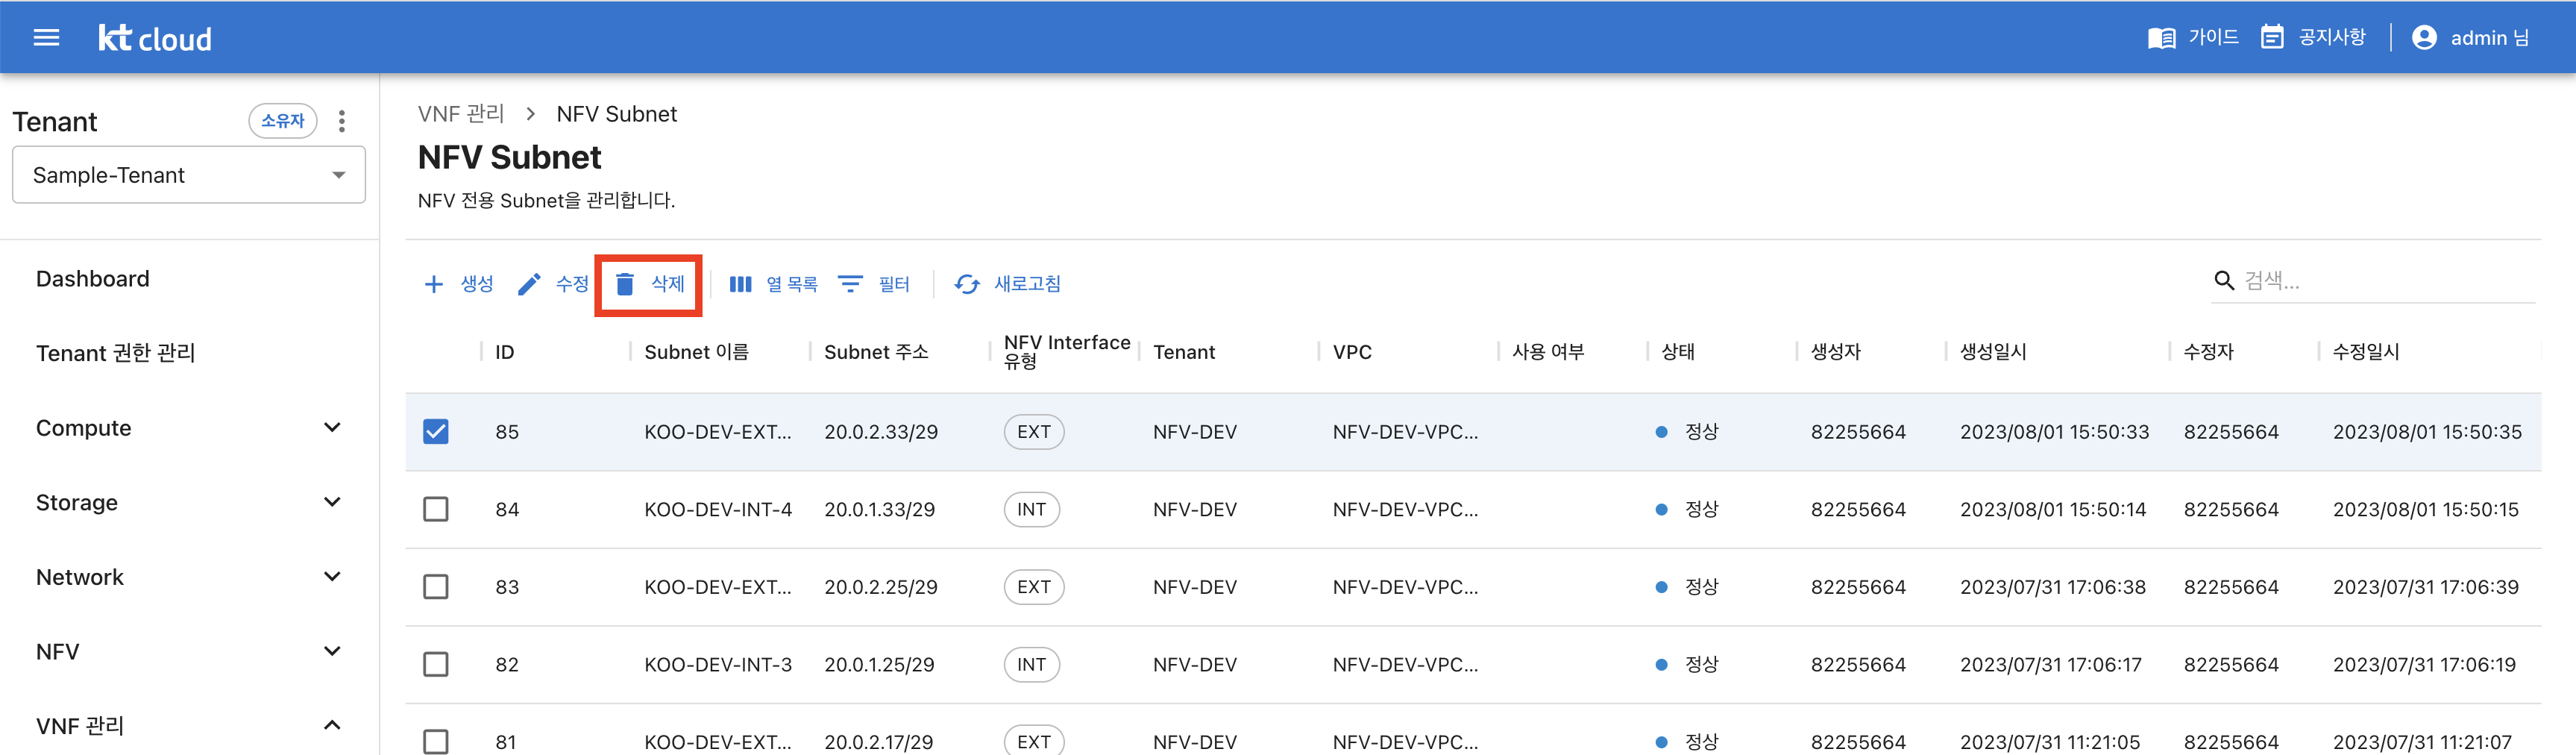 kt cloud
가이드 공지사항 admin 님
Tenant 소유자
Sample-Tenant
Dashboard
Tenant 권한 관리
Compute
Storage
Network
NFV
VNF 관리
VNF 관리 > NFV Subnet
NFV Subnet
NFV 전용 Subnet을 관리합니다.
생성 수정 삭제 열 목록 필터 새로고침 검색...
ID Subnet 이름 Subnet 주소 NFV Interface 유형 Tenant VPC 사용 여부 상태 생성자 생성일시 수정자 수정일시
85 KOO-DEV-EXT... 20.0.2.33/29 EXT NFV-DEV NFV-DEV-VPC... 정상 82255664 2023/08/01 15:50:33 82255664 2023/08/01 15:50:35
84 KOO-DEV-INT-4 20.0.1.33/29 INT NFV-DEV NFV-DEV-VPC... 정상 82255664 2023/08/01 15:50:14 82255664 2023/08/01 15:50:15
83 KOO-DEV-EXT... 20.0.2.25/29 EXT NFV-DEV NFV-DEV-VPC... 정상 82255664 2023/07/31 17:06:38 82255664 2023/07/31 17:06:39
82 KOO-DEV-INT-3 20.0.1.25/29 INT NFV-DEV NFV-DEV-VPC... 정상 82255664 2023/07/31 17:06:17 82255664 2023/07/31 17:06:19
81 KOO-DEV-EXT... 20.0.2.17/29 EXT NFV-DEV NFV-DEV-VPC... 정상 82255664 2023/07/31 11:21:05 82255664 2023/07/31 11:21:07